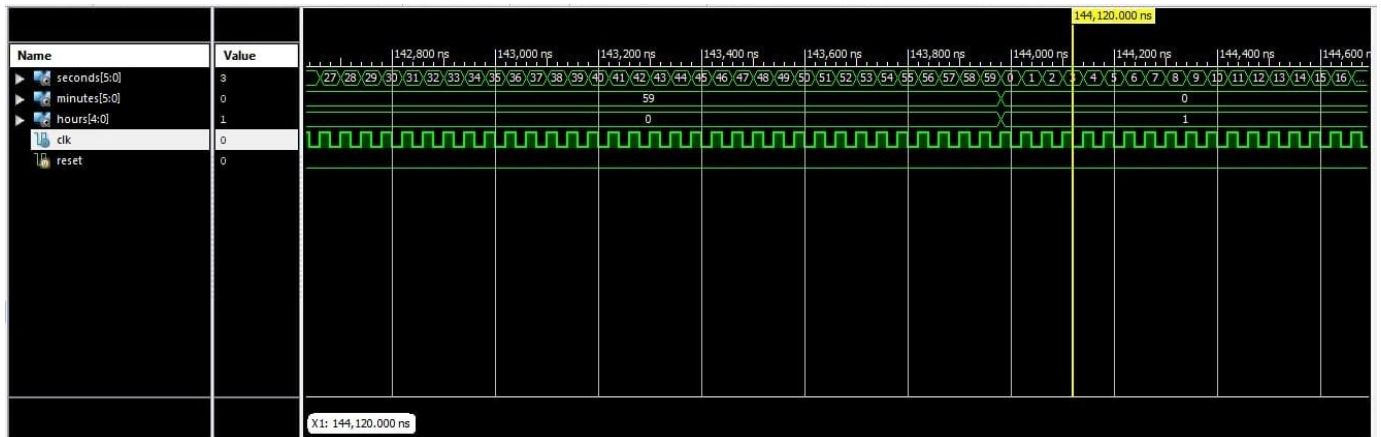 144,120.000 ns
Name Value
142,800 ns 143,000 ns 143,200 ns 143,400 ns 143,600 ns 143,800 ns 144,000 ns 144,200 ns 144,400 ns 144,600 n
seconds[5:0] 3 27 28 29 30 31 32 33 34 35 36 37 38 39 40 41 42 43 44 45 46 47 48 49 50 51 52 53 54 55 56 57 58 59 0 1 2 3 4 5 6 7 8 9 10 11 12 13 14 15 16 ...
minutes[5:0] 0 59 0
hours[4:0] 1 0 1
clk 0
reset 0
X1: 144,120.000 ns